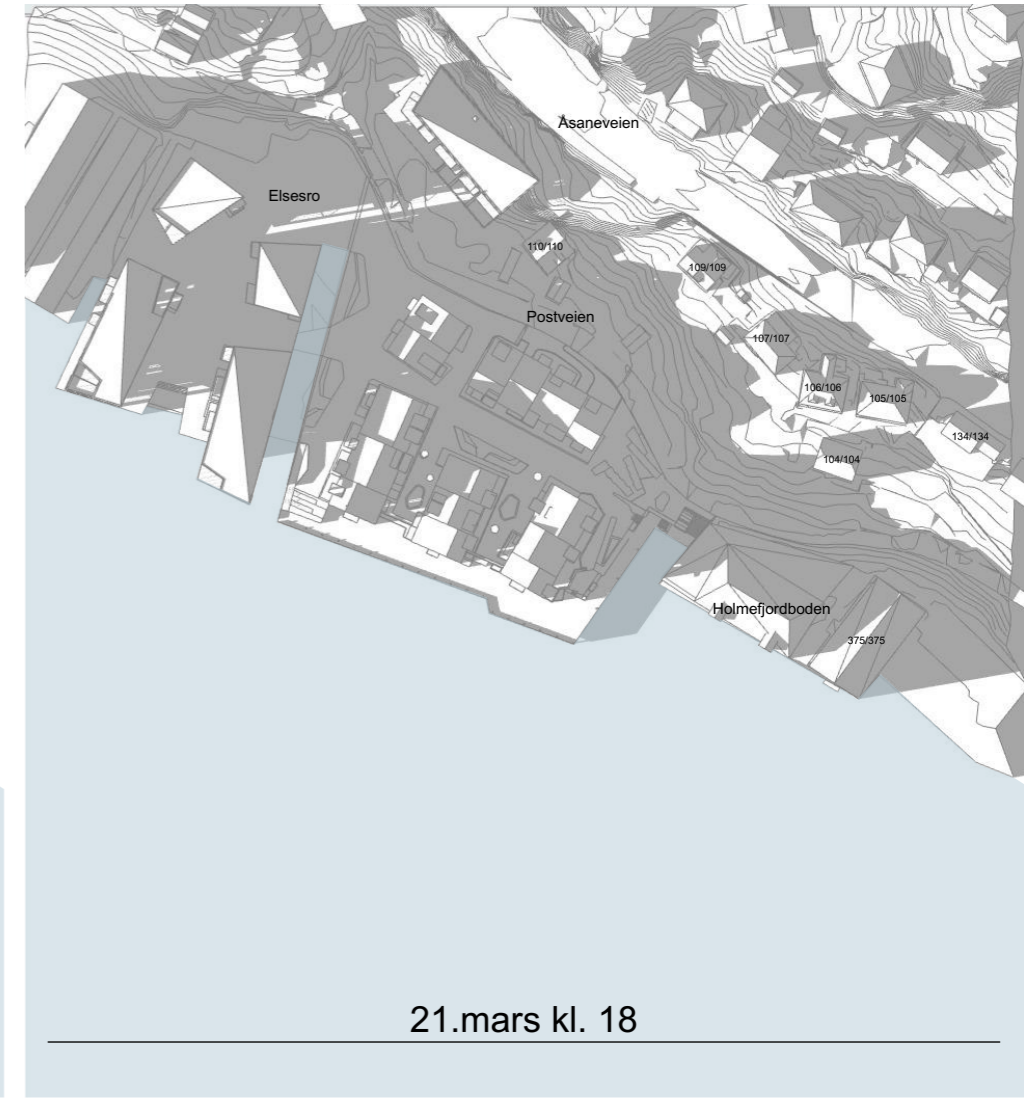 Åsaneveien
Elsesro
110/110
109/109
Postveien
107/107
106/106
105/105
134/134
104/104
Holmefjordboden
375/375
21.mars kl. 18